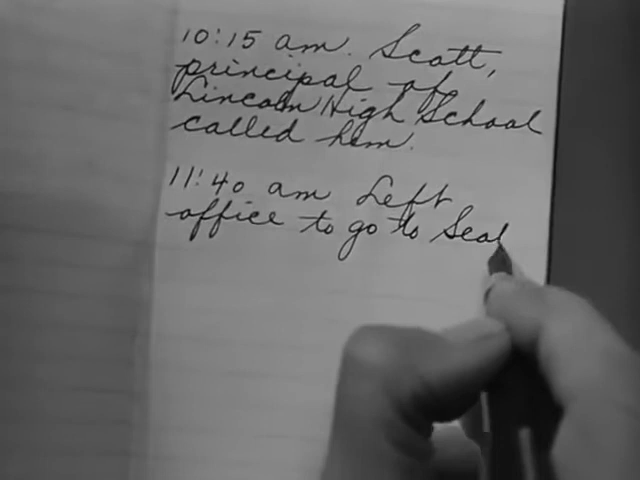 10:15 am. Scott,
principal of
Lincoln High School
called him.
11:40 am Left
office to go to Seal